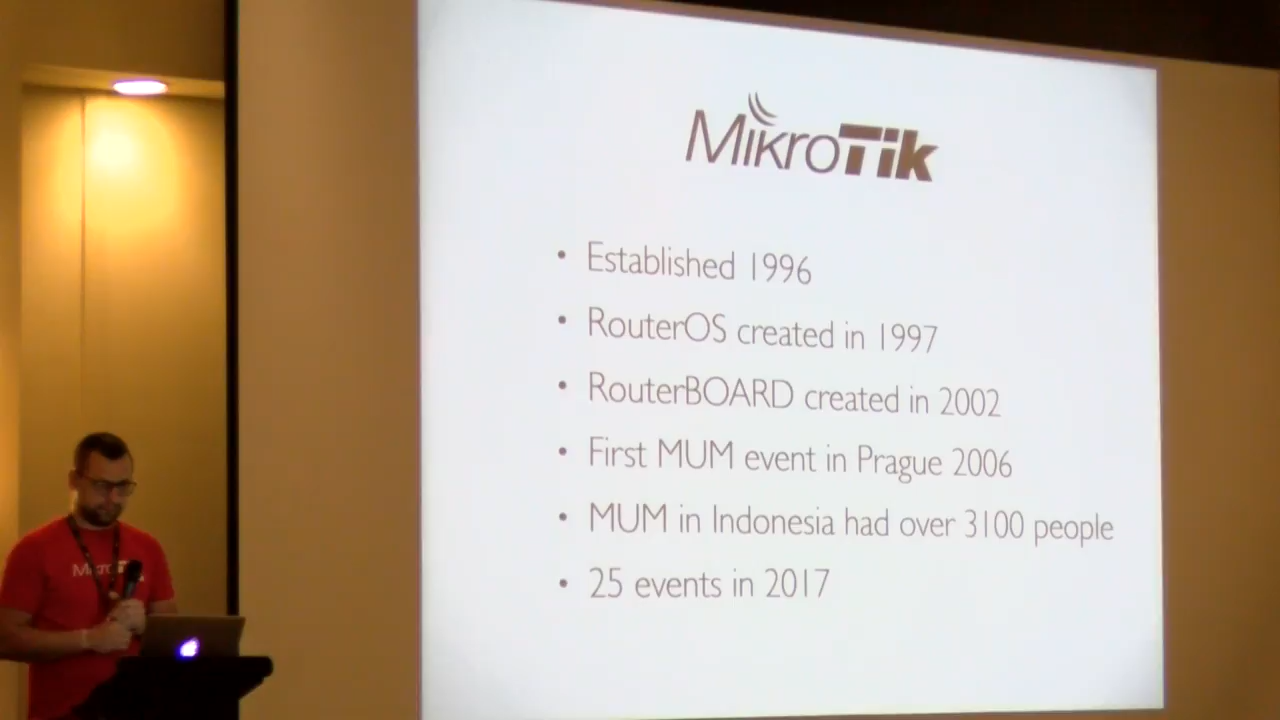 MikroTik
• Established 1996
• RouterOS created in 1997
• RouterBOARD created in 2002
• First MUM event in Prague 2006
• MUM in Indonesia had over 3100 people
• 25 events in 2017
MikroTik